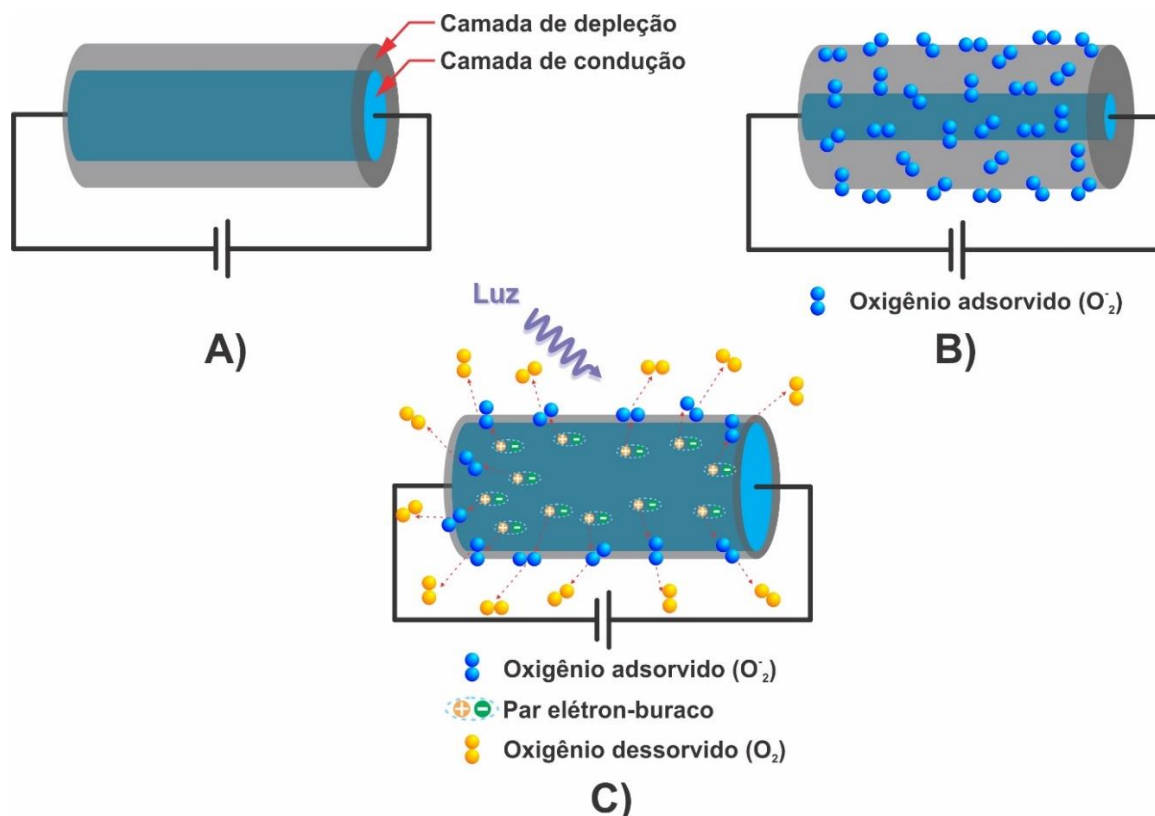 Camada de depleção
Camada de condução
A)
Oxigênio adsorvido (O⁻₂)
B)
Luz
Oxigênio adsorvido (O⁻₂)
+ - Par elétron-buraco
Oxigênio dessorvido (O₂)
C)